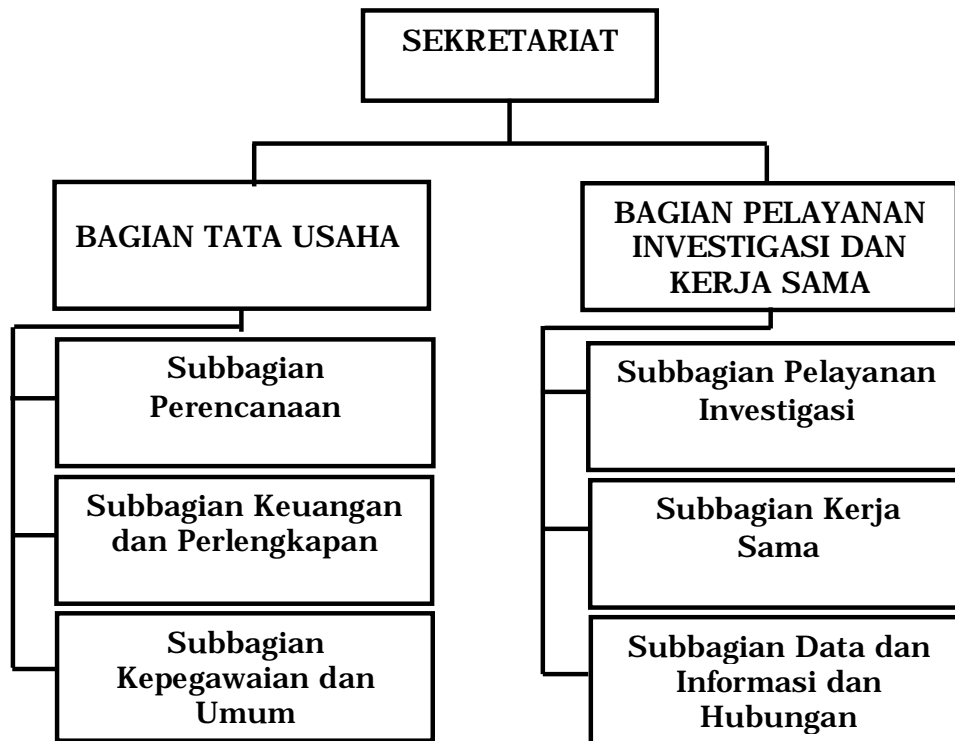 SEKRETARIAT
BAGIAN TATA USAHA
Subbagian
Perencanaan
Subbagian Keuangan
dan Perlengkapan
Subbagian
Kepegawaian dan
Umum
BAGIAN PELAYANAN
INVESTIGASI DAN
KERJA SAMA
Subbagian Pelayanan
Investigasi
Subbagian Kerja
Sama
Subbagian Data dan
Informasi dan
Hubungan